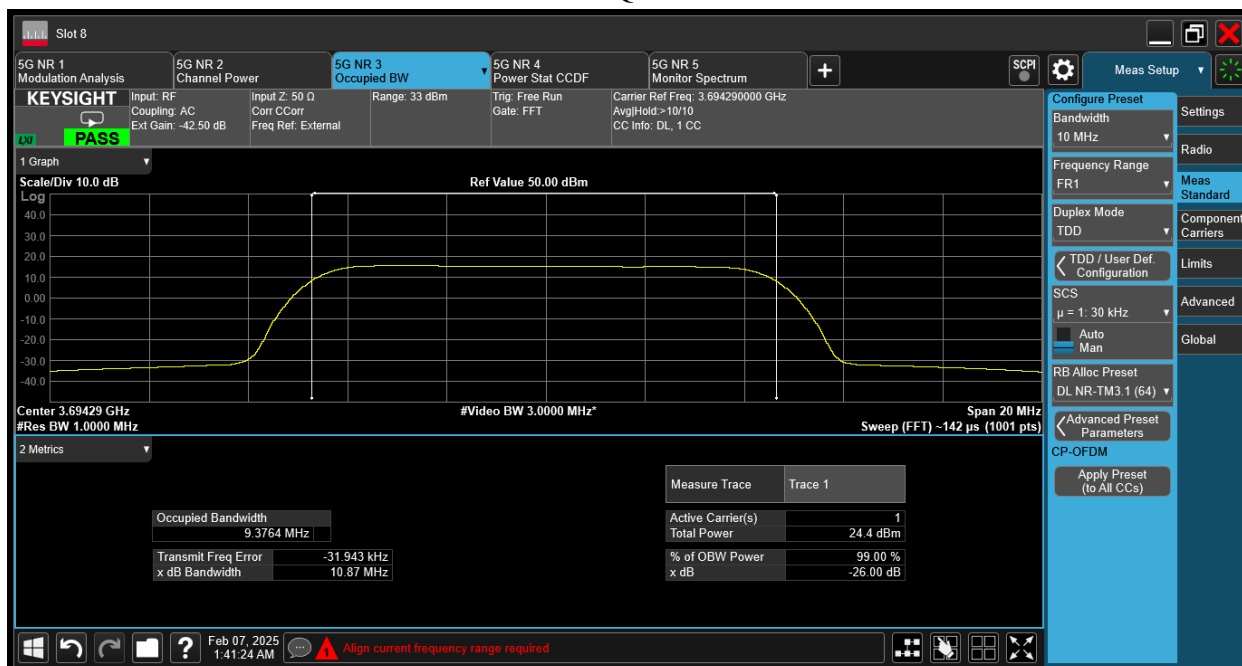 Slot 8
5G NR 1
Modulation Analysis
5G NR 2
Channel Power
5G NR 3
Occupied BW
5G NR 4
Power Stat CCDF
5G NR 5
Monitor Spectrum
+
SCPI
Meas Setup
KEYSIGHT
LXI
PASS
Input: RF
Coupling: AC
Ext Gain: -42.50 dB
Input Z: 50 Ω
Corr CCorr
Freq Ref: External
Range: 33 dBm
Trig: Free Run
Gate: FFT
Carrier Ref Freq: 3.694290000 GHz
Avg|Hold:>10/10
CC Info: DL, 1 CC
1 Graph
Scale/Div 10.0 dB
Ref Value 50.00 dBm
Log
40.0
30.0
20.0
10.0
0.00
-10.0
-20.0
-30.0
-40.0
Center 3.69429 GHz
#Video BW 3.0000 MHz*
Span 20 MHz
#Res BW 1.0000 MHz
Sweep (FFT) ~142 μs (1001 pts)
2 Metrics
Measure Trace Trace 1
Occupied Bandwidth
9.3764 MHz
Active Carrier(s) 1
Total Power 24.4 dBm
Transmit Freq Error -31.943 kHz
x dB Bandwidth 10.87 MHz
% of OBW Power 99.00 %
x dB -26.00 dB
Configure Preset
Bandwidth
10 MHz
Frequency Range
FR1
Duplex Mode
TDD
TDD / User Def.
Configuration
SCS
μ = 1: 30 kHz
Auto
Man
RB Alloc Preset
DL NR-TM3.1 (64)
Advanced Preset
Parameters
CP-OFDM
Apply Preset
(to All CCs)
Settings
Radio
Meas
Standard
Component
Carriers
Limits
Advanced
Global
?
Feb 07, 2025
1:41:24 AM
1
Align current frequency range required